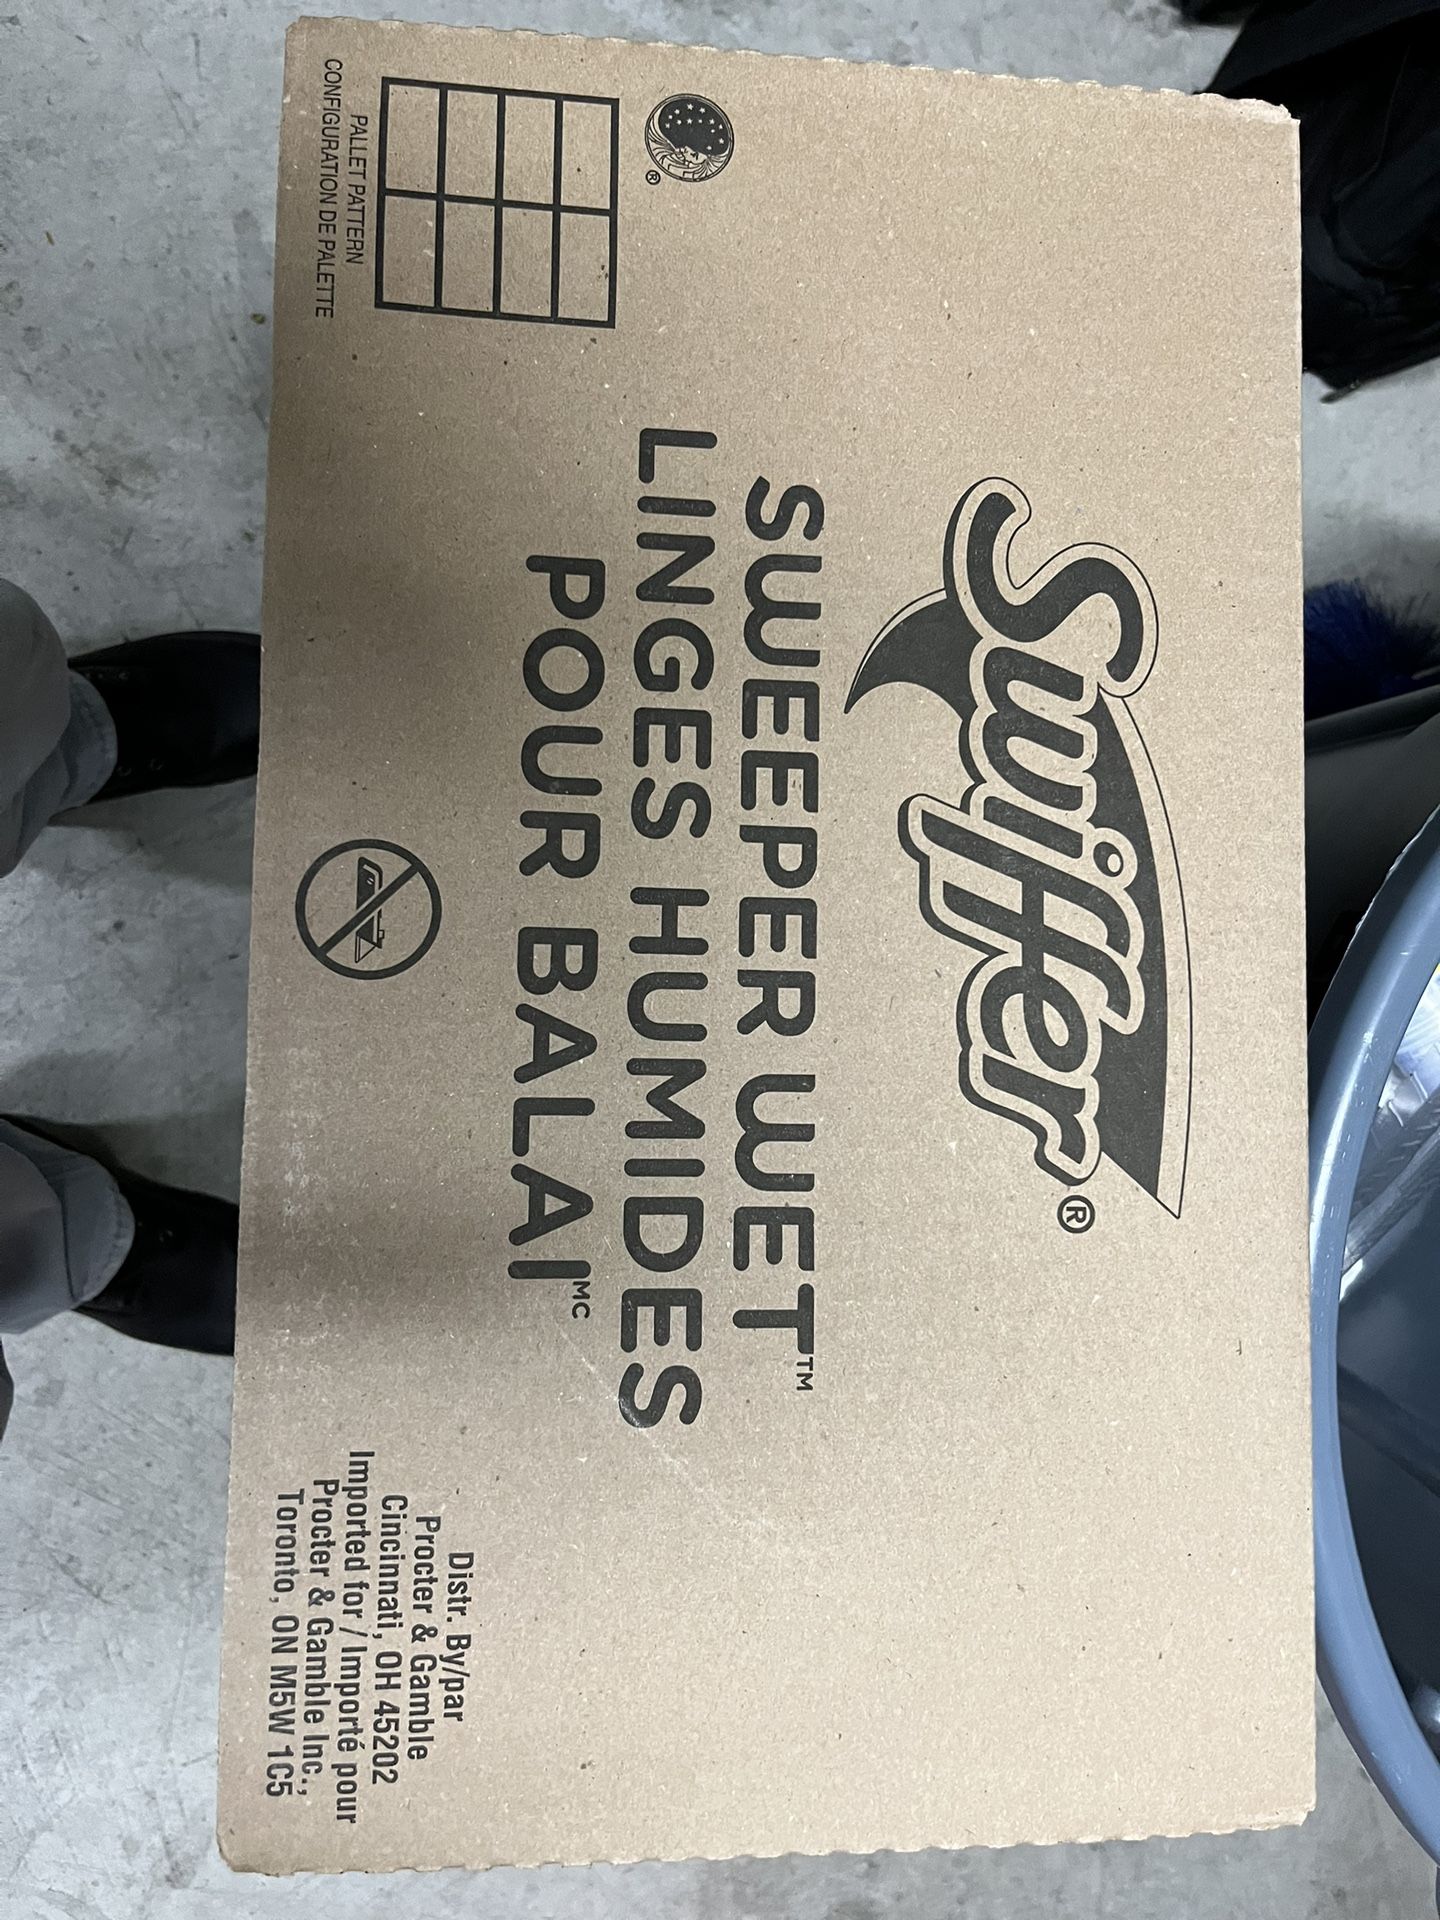 Swiffer®
SWEEPER WET™
LINGES HUMIDES
POUR BALAI MC
®
PALLET PATTERN
CONFIGURATION DE PALETTE
Distr. By/par
Procter & Gamble
Cincinnati, OH 45202
Imported for / Importé pour
Procter & Gamble Inc.,
Toronto, ON M5W 1C5